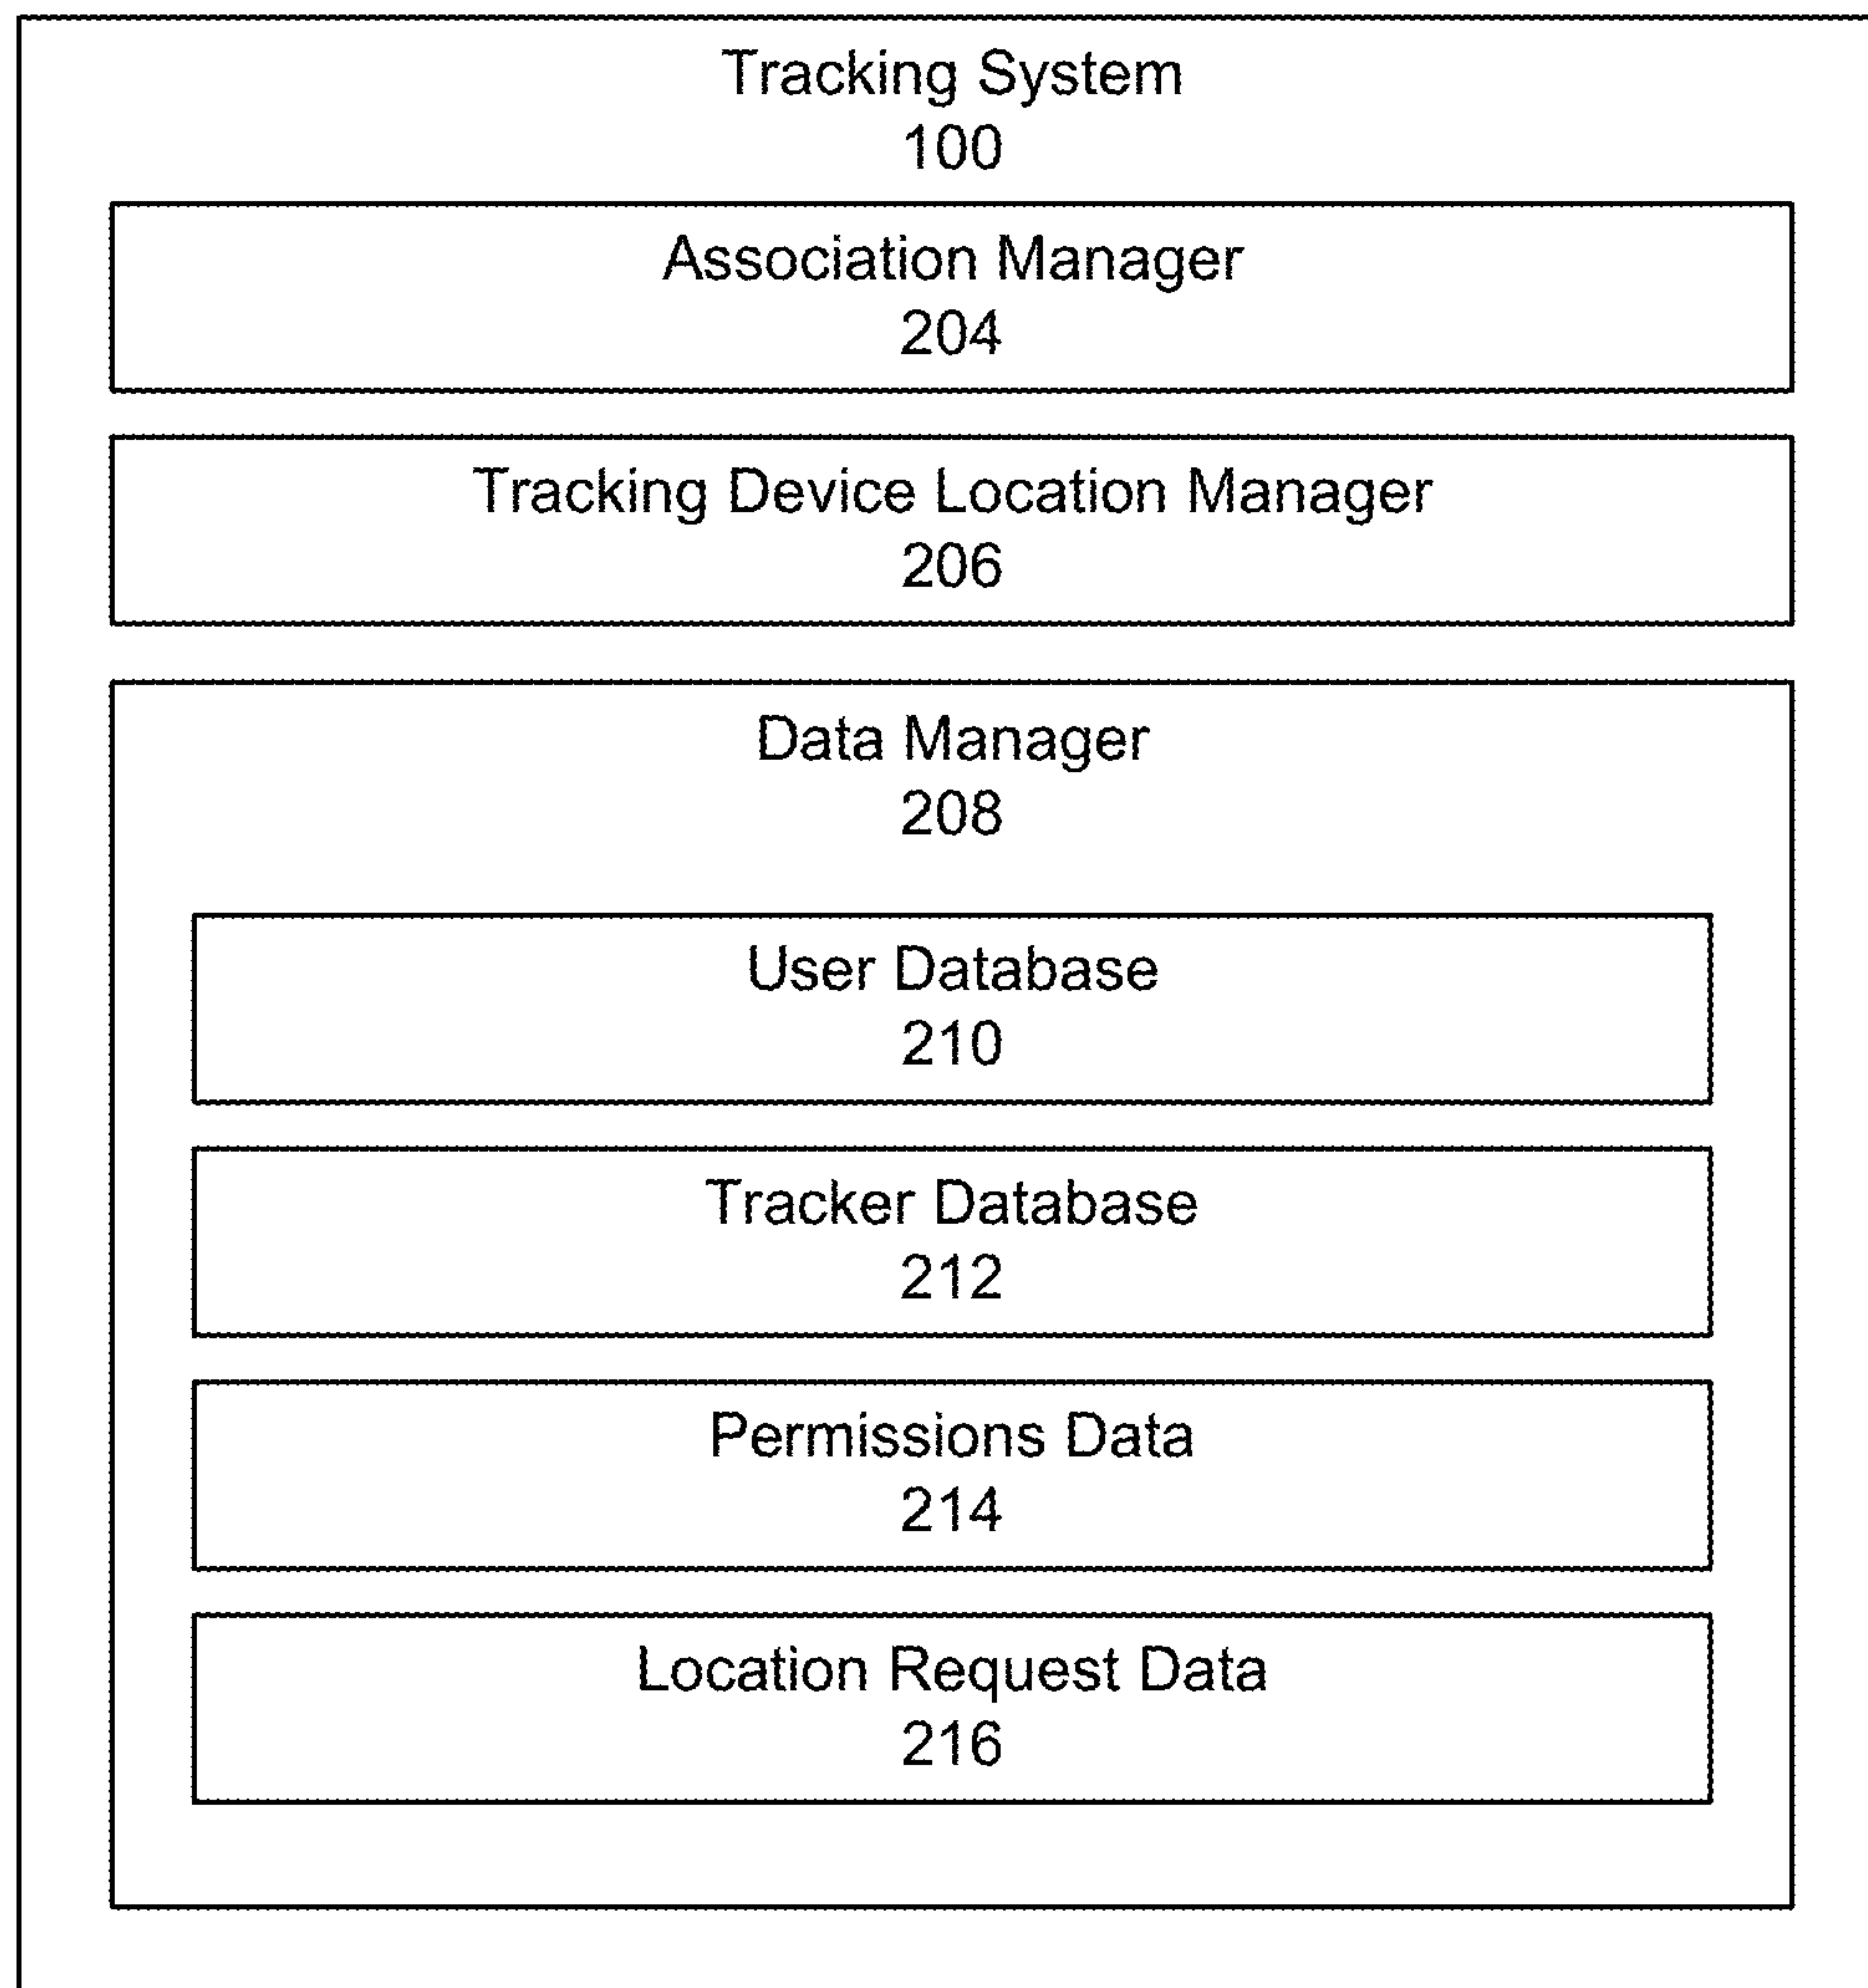 Tracking System
100
Association Manager
204
Tracking Device Location Manager
206
Data Manager
208
User Database
210
Tracker Database
212
Permissions Data
214
Location Request Data
216